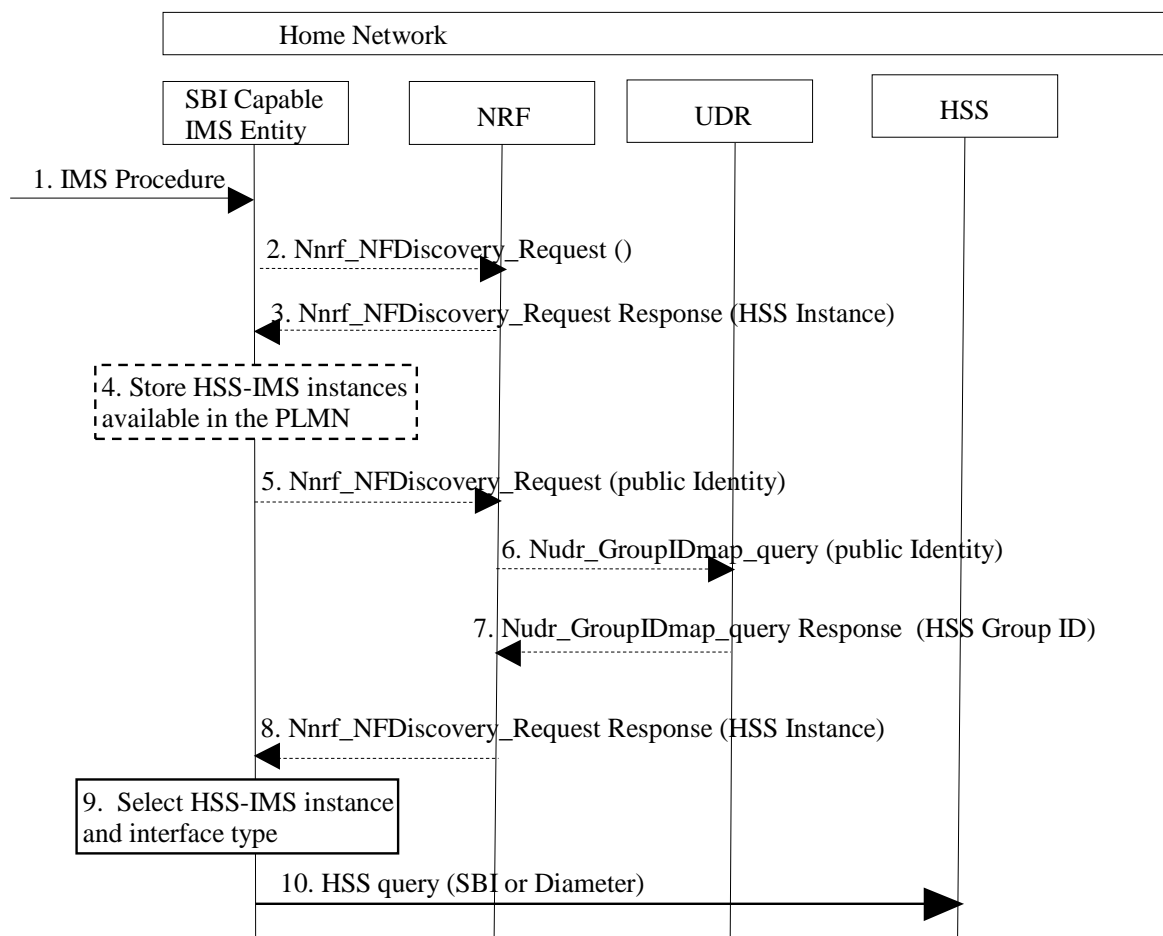 Home Network
SBI Capable
IMS Entity
NRF
UDR
HSS
1. IMS Procedure
2. Nnrf_NFDiscovery_Request ()
3. Nnrf_NFDiscovery_Request Response (HSS Instance)
4. Store HSS-IMS instances
available in the PLMN
5. Nnrf_NFDiscovery_Request (public Identity)
6. Nudr_GroupIDmap_query (public Identity)
7. Nudr_GroupIDmap_query Response (HSS Group ID)
8. Nnrf_NFDiscovery_Request Response (HSS Instance)
9. Select HSS-IMS instance
and interface type
10. HSS query (SBI or Diameter)